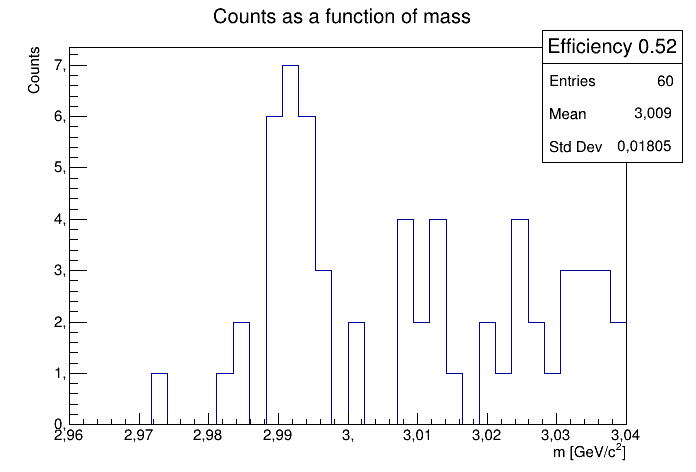 Counts as a function of mass
Efficiency 0.52
Entries 60
Mean 3,009
Std Dev 0,01805
Counts
7,
6,
5,
4,
3,
2,
1,
0,
2,96 2,97 2,98 2,99 3, 3,01 3,02 3,03 3,04
m [GeV/c²]